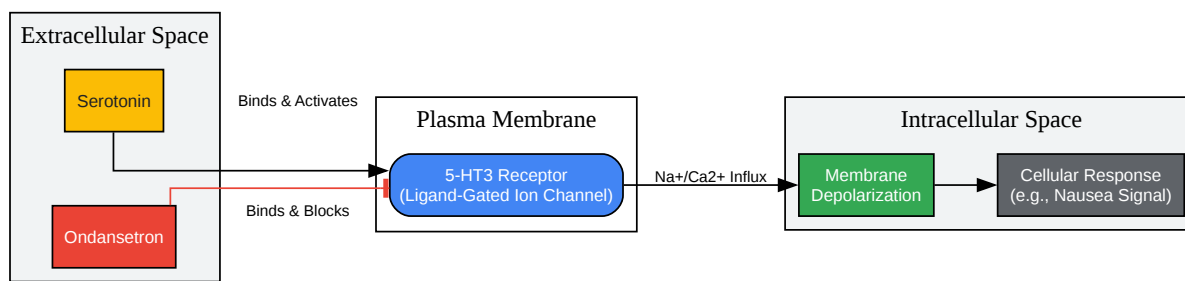 Extracellular Space
Serotonin
Ondansetron
Binds & Activates
Binds & Blocks
Plasma Membrane
5-HT3 Receptor
(Ligand-Gated Ion Channel)
Na+/Ca2+ Influx
Intracellular Space
Membrane
Depolarization
Cellular Response
(e.g., Nausea Signal)